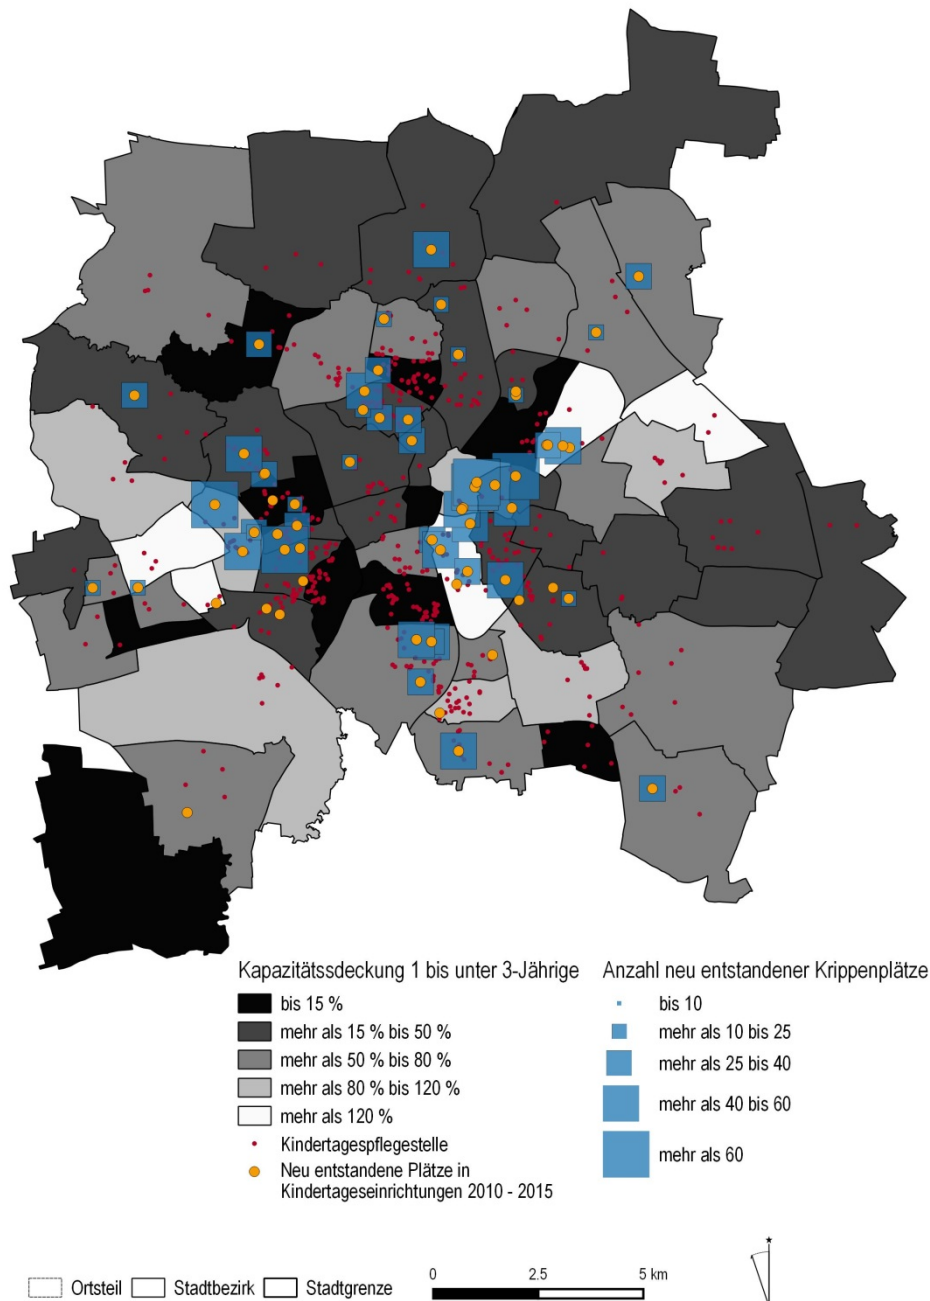 Kapazitätssdeckung 1 bis unter 3-Jährige
bis 15 %
mehr als 15 % bis 50 %
mehr als 50 % bis 80 %
mehr als 80 % bis 120 %
mehr als 120 %
Kindertagespflegestelle
Neu entstandene Plätze in
Kindertageseinrichtungen 2010 - 2015
Anzahl neu entstandener Krippenplätze
bis 10
mehr als 10 bis 25
mehr als 25 bis 40
mehr als 40 bis 60
mehr als 60
Ortsteil Stadtbezirk Stadtgrenze
0 2.5 5 km